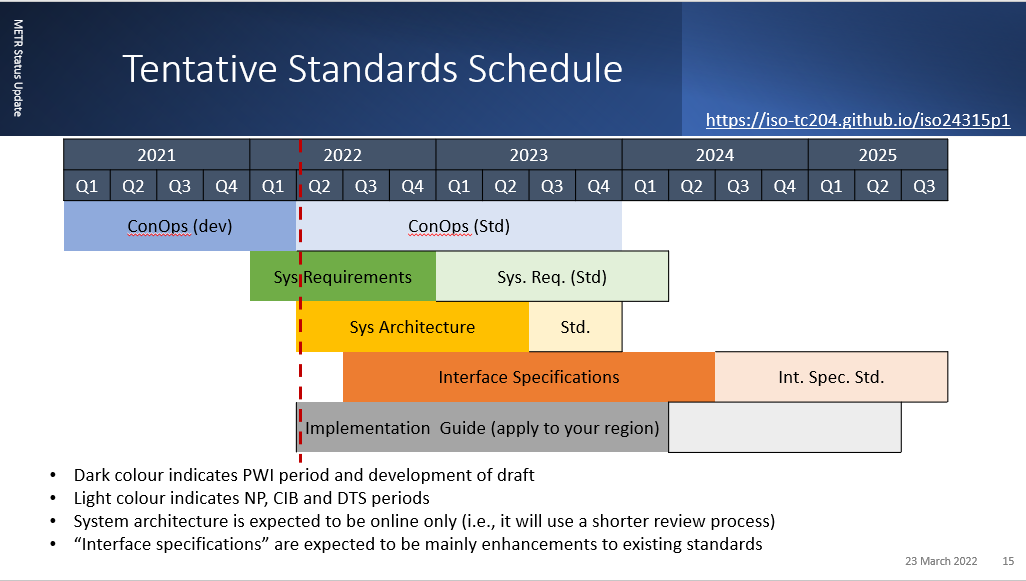 METR Status Update
Tentative Standards Schedule
https://iso-tc204.github.io/iso24315p1
2021 2022 2023 2024 2025
Q1 Q2 Q3 Q4 Q1 Q2 Q3 Q4 Q1 Q2 Q3 Q4 Q1 Q2 Q3 Q4 Q1 Q2 Q3
ConOps (dev) ConOps (Std)
Sys Requirements Sys. Req. (Std)
Sys Architecture Std.
Interface Specifications Int. Spec. Std.
Implementation Guide (apply to your region)
• Dark colour indicates PWI period and development of draft
• Light colour indicates NP, CIB and DTS periods
• System architecture is expected to be online only (i.e., it will use a shorter review process)
• “Interface specifications” are expected to be mainly enhancements to existing standards
23 March 2022 15